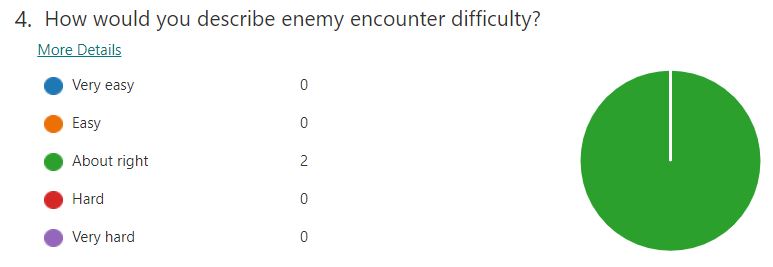 4. How would you describe enemy encounter difficulty?
More Details
Very easy 0
Easy 0
About right 2
Hard 0
Very hard 0